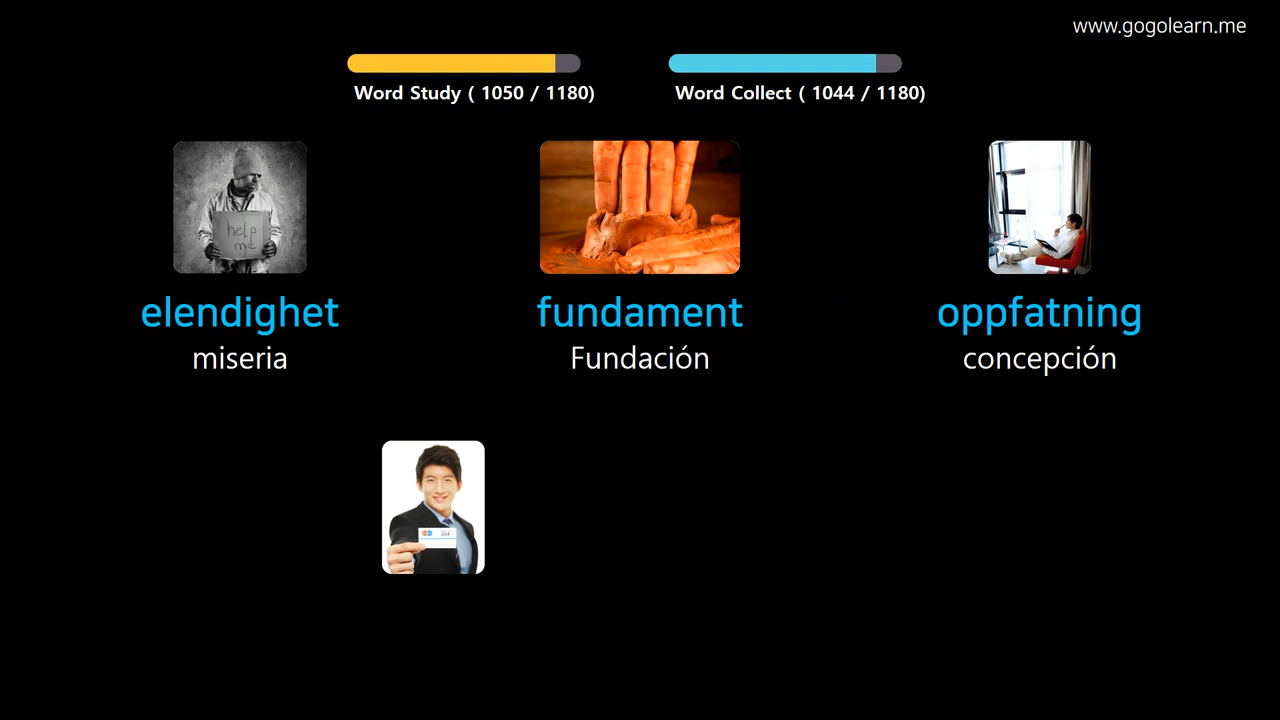 www.gogolearn.me
Word Study ( 1050 / 1180)
Word Collect ( 1044 / 1180)
help
me
elendighet
fundament
oppfatning
miseria
Fundación
concepción